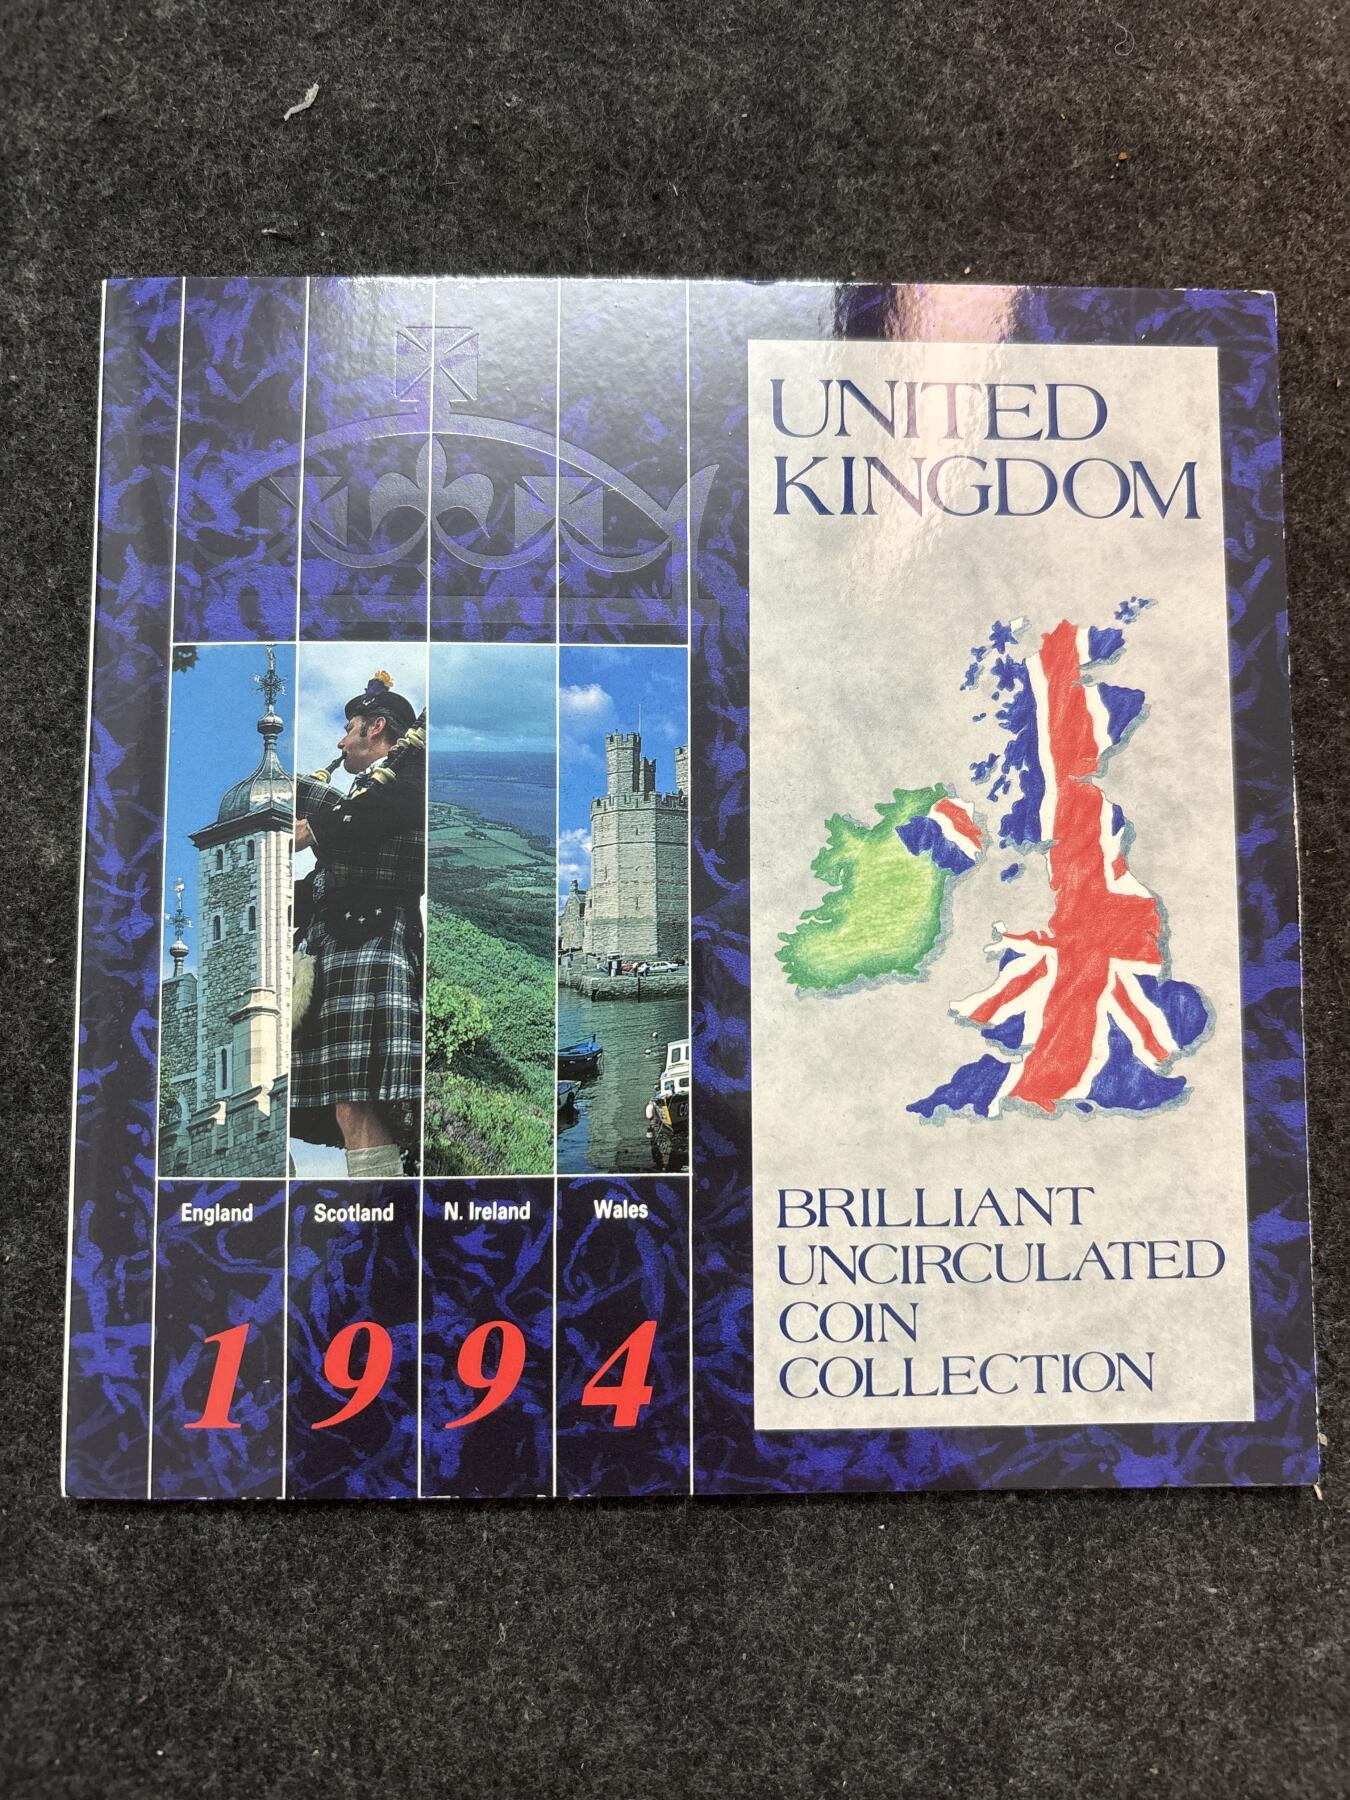 UNITED
KINGDOM
England
Scotland
N. Ireland
Wales
1994
BRILLIANT
UNCIRCULATED
COIN
COLLECTION